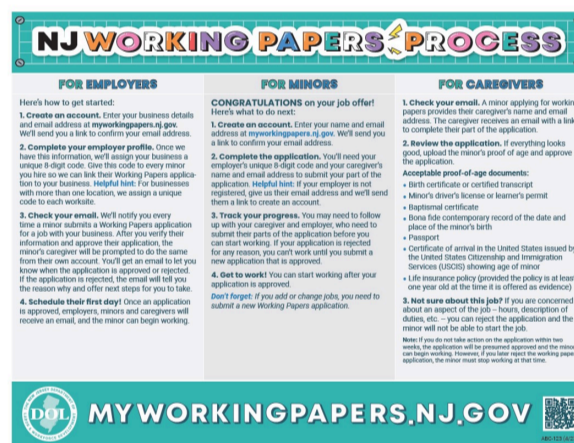 NJ WORKING PAPERS PROCESS
FOR EMPLOYERS
Here's how to get started:
1. Create an account. Enter your business details
and email address at myworkingpapers.nj.gov.
We'll send you a link to confirm your email address.
2. Complete your employer profile. Once we
have this information, we'll assign your business a
unique 8-digit code. Give this code to every minor
you hire so we can link their Working Papers applica-
tion to your business. Helpful hint: For businesses
with more than one location, we assign a unique
code to each worksite.
3. Check your email. We'll notify you every
time a minor submits a Working Papers application
for a job with your business. After you verify their
information and approve their application, the
minor's caregiver will be prompted to do the same
from their own account. You'll get an email to let you
know when the application is approved or rejected.
If the application is rejected, the email will tell you
the reason why and offer next steps for you to take.
4. Schedule their first day! Once an application
is approved, employers, minors and caregivers will
receive an email, and the minor can begin working.
FOR MINORS
CONGRATULATIONS on your job offer!
Here's what to do next:
1. Create an account. Enter your name and email
address at myworkingpapers.nj.gov. We'll send you
a link to confirm your email address.
2. Complete the application. You'll need your
employer's unique 8-digit code and your caregiver's
name and email address to submit your part of the
application. Helpful hint: If your employer is not
registered, give us their email address and we'll send
them a link to create an account.
3. Track your progress. You may need to follow
up with your caregiver and employer, who need to
submit their parts of the application before you
can start working. If your application is rejected
for any reason, you can't work until you submit a
new application that is approved.
4. Get to work! You can start working after your
application is approved.
Don't forget: If you add or change jobs, you need to
submit a new Working Papers application.
FOR CAREGIVERS
1. Check your email. A minor applying for workin
papers provides their caregiver's name and email
address. The caregiver receives an email with a link
to complete their part of the application.
2. Review the application. If everything looks
good, upload the minor's proof of age and approve
the application.
Acceptable proof-of-age documents:
• Birth certificate or certified transcript
• Minor's driver's license or learner's permit
• Baptismal certificate
• Bona fide contemporary record of the date and
place of the minor's birth
• Passport
• Certificate of arrival in the United States issued by
the United States Citizenship and Immigration
Services (USCIS) showing age of minor
• Life insurance policy (provided the policy is at least
one year old at the time it is offered as evidence)
3. Not sure about this job? If you are concerned
about an aspect of the job – hours, description of
duties, etc. – you can reject the application and the
minor will not be able to start the job.
Note: If you do not take action on the application within two
weeks, the application will be presumed approved and the minor
can begin working. However, if you later reject the working paper
application, the minor must stop working at that time.
DOL
MYWORKINGPAPERS.NJ.GOV